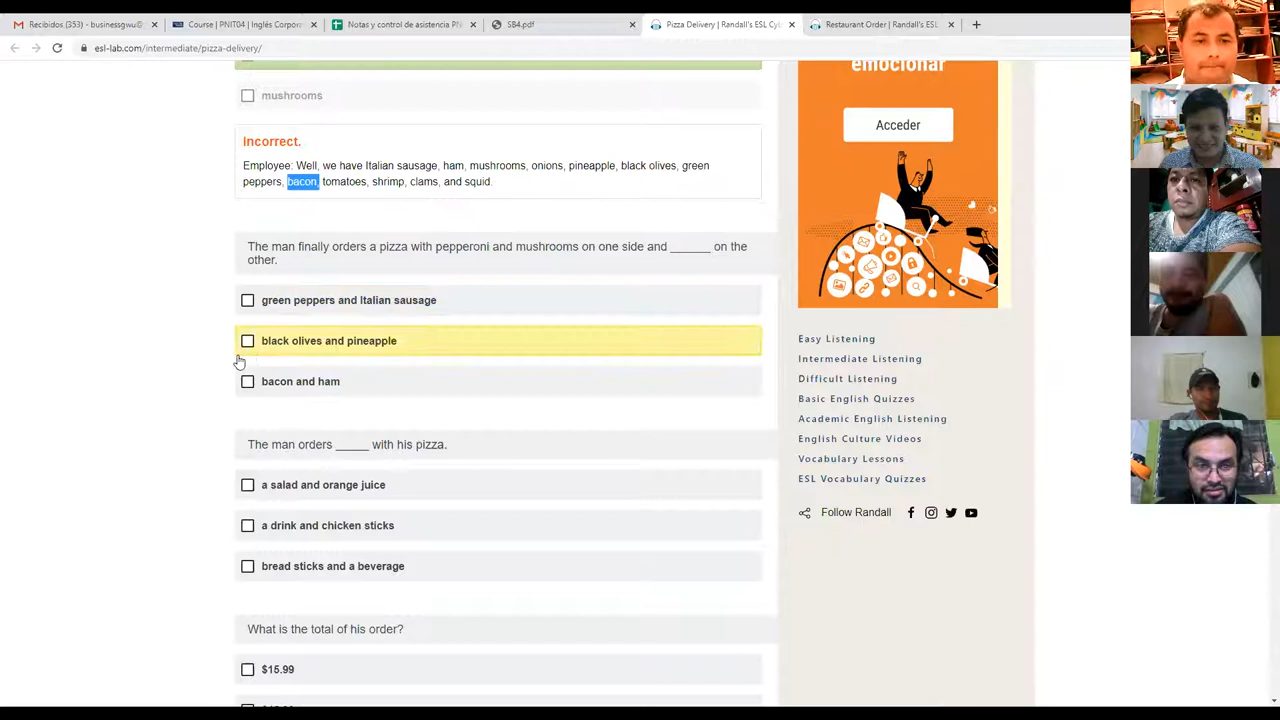 Recibidos (353) - businessgwu@
Course | PNIT04 | Inglés Corpor
Notas y control de asistencia PN
SB4.pdf
Pizza Delivery | Randall's ESL Cy
Restaurant Order | Randall's ESL
esl-lab.com/intermediate/pizza-delivery/
mushrooms
Incorrect.
Employee: Well, we have Italian sausage, ham, mushrooms, onions, pineapple, black olives, green
peppers, bacon, tomatoes, shrimp, clams, and squid.
The man finally orders a pizza with pepperoni and mushrooms on one side and ______ on the
other.
green peppers and Italian sausage
black olives and pineapple
bacon and ham
The man orders _____ with his pizza.
a salad and orange juice
a drink and chicken sticks
bread sticks and a beverage
What is the total of his order?
$15.99
emocionar
Acceder
Easy Listening
Intermediate Listening
Difficult Listening
Basic English Quizzes
Academic English Listening
English Culture Videos
Vocabulary Lessons
ESL Vocabulary Quizzes
Follow Randall